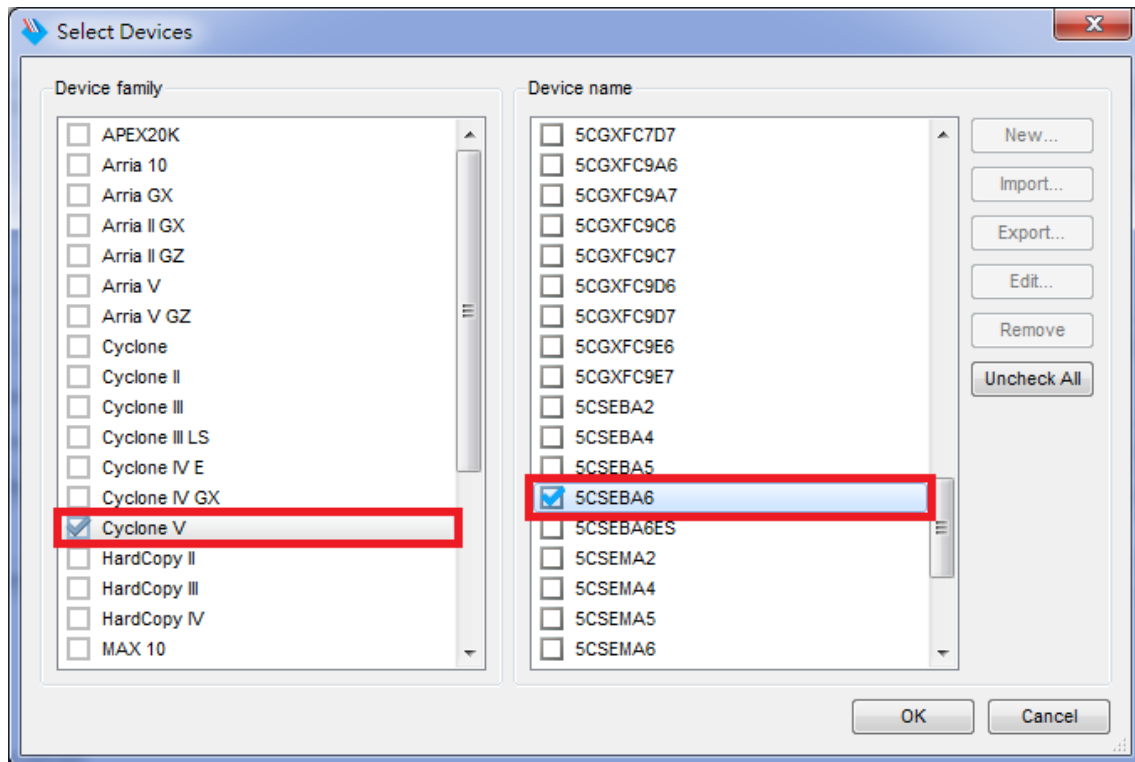 Select Devices
Device family
APEX20K
Arria 10
Arria GX
Arria II GX
Arria II GZ
Arria V
Arria V GZ
Cyclone
Cyclone II
Cyclone III
Cyclone III LS
Cyclone IV E
Cyclone IV GX
Cyclone V
HardCopy II
HardCopy III
HardCopy IV
MAX 10
Device name
5CGXFC7D7
5CGXFC9A6
5CGXFC9A7
5CGXFC9C6
5CGXFC9C7
5CGXFC9D6
5CGXFC9D7
5CGXFC9E6
5CGXFC9E7
5CSEBA2
5CSEBA4
5CSEBA5
5CSEBA6
5CSEBA6ES
5CSEMA2
5CSEMA4
5CSEMA5
5CSEMA6
New...
Import...
Export...
Edit...
Remove
Uncheck All
OK
Cancel